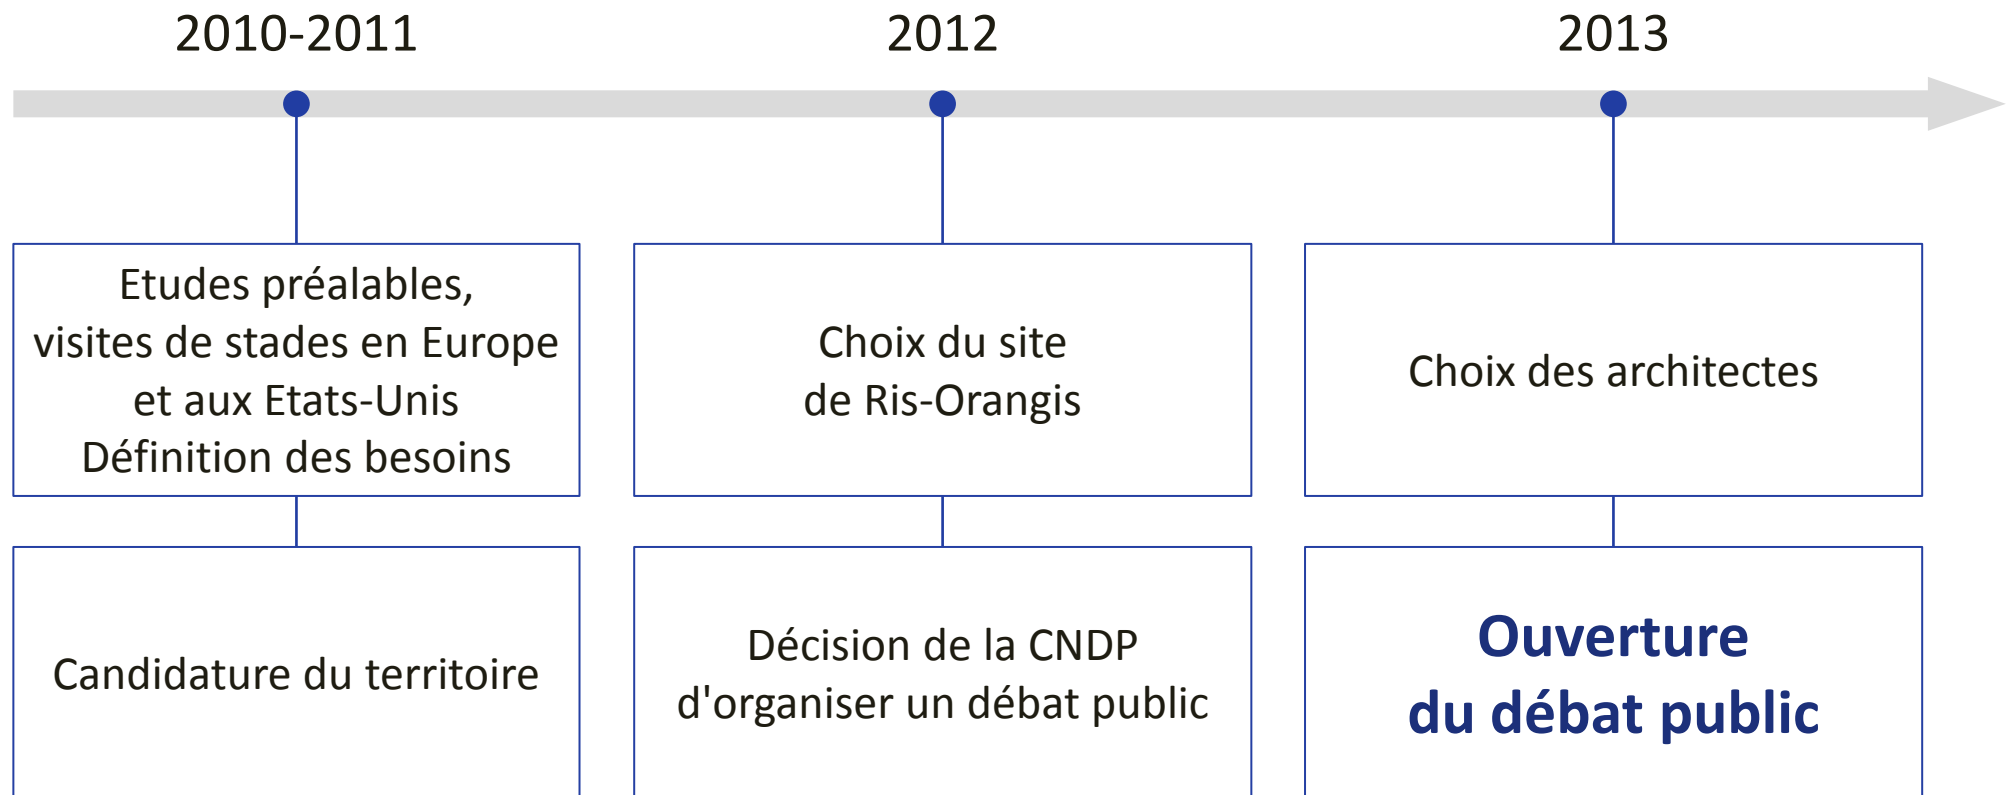 2010-2011
2012
2013
Etudes préalables,
visites de stades en Europe
et aux Etats-Unis
Définition des besoins
Choix du site
de Ris-Orangis
Choix des architectes
Candidature du territoire
Décision de la CNDP
d'organiser un débat public
Ouverture
du débat public